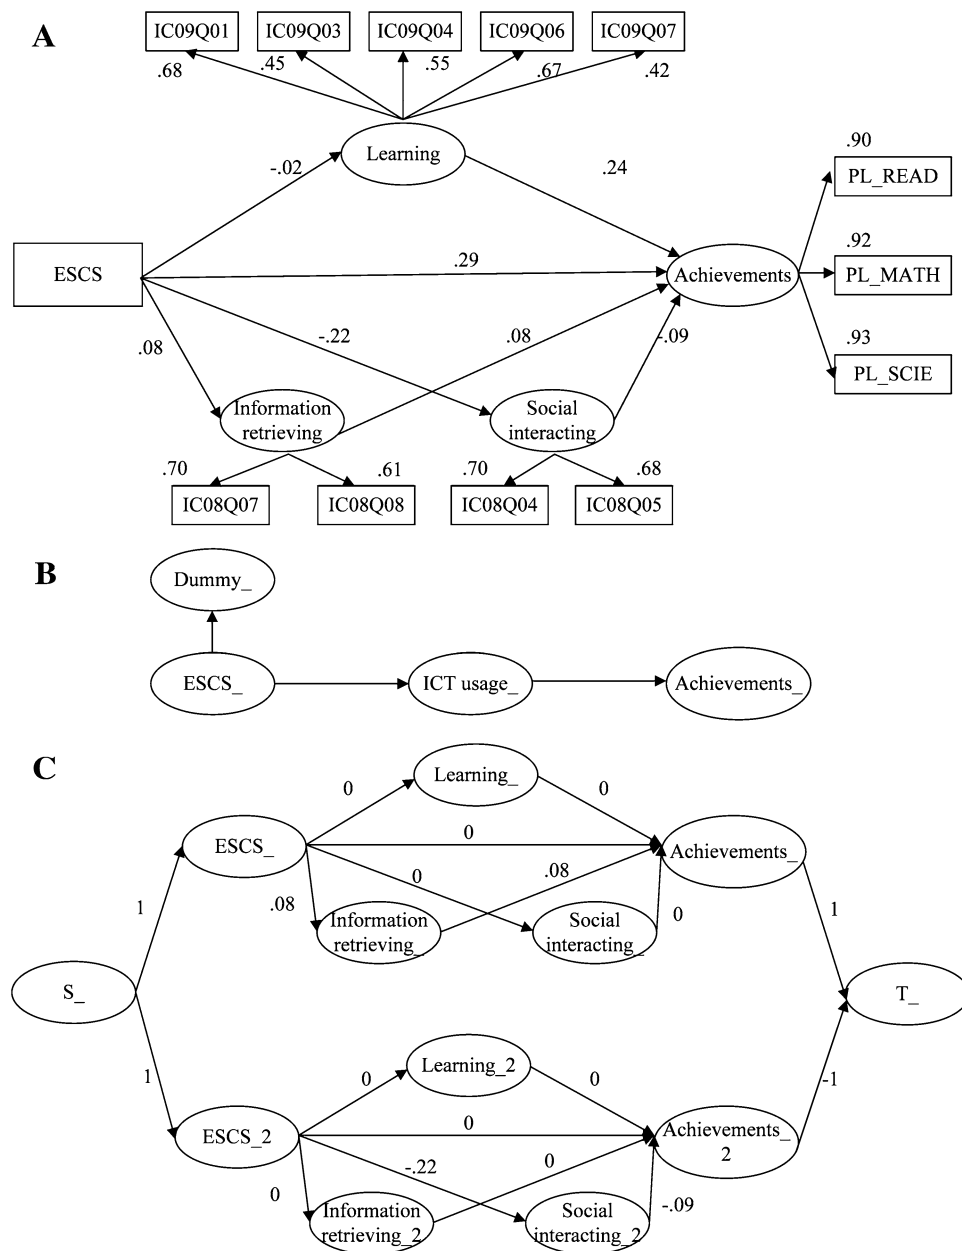 A
IC09Q01 IC09Q03 IC09Q04 IC09Q06 IC09Q07
.68 .45 .55 .67 .42
Learning
-.02 .24
.90
PL_READ
ESCS
.29
Achievements
.92
PL_MATH
.08 -.22 .08 -.09
.93
PL_SCIE
Information
retrieving
Social
interacting
.70 .61 .70 .68
IC08Q07 IC08Q08 IC08Q04 IC08Q05
B
Dummy_
ESCS_ ICT usage_ Achievements_
C
Learning_
0 0
ESCS_
0
Achievements_
0 .08
.08
Information
retrieving_
Social
interacting_
0
1 1
S_ T_
Learning_2
1 0 0 -1
ESCS_2
0
Achievements_
2
-.22 0
0 -.09
Information
retrieving_2
Social
interacting_2